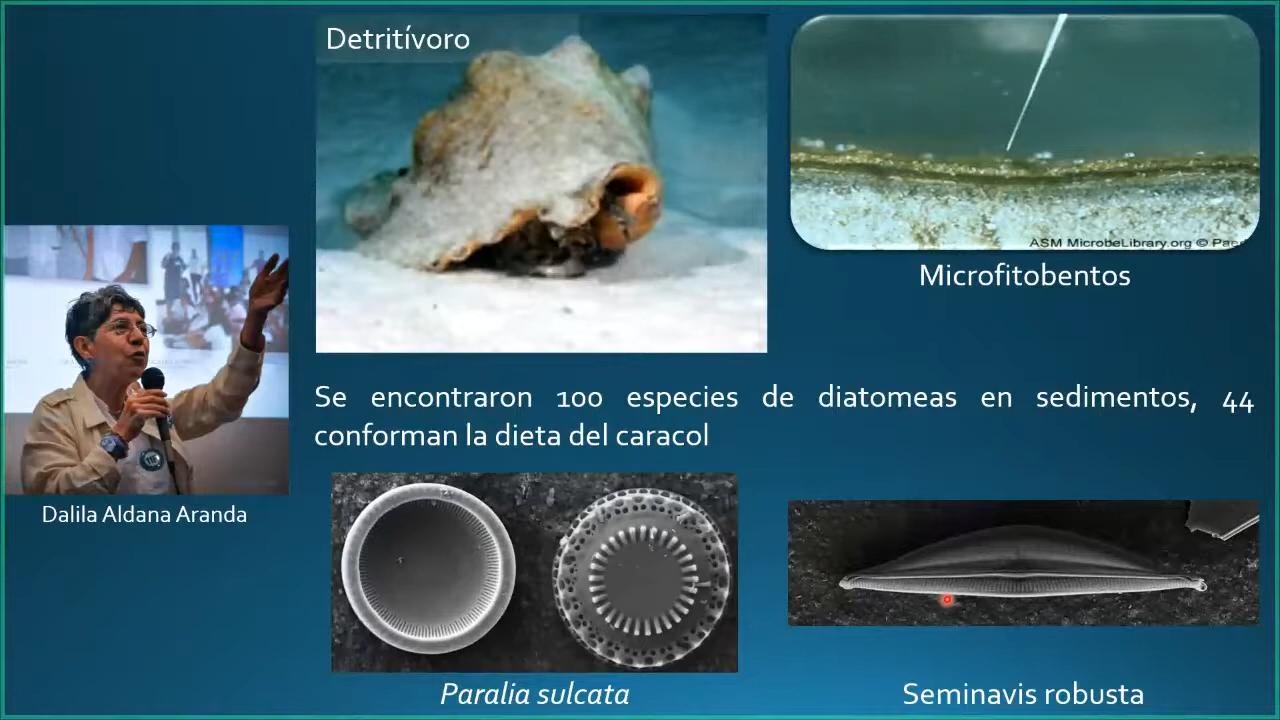 Detritívoro
ASM MicrobeLibrary.org ©
Microfitobentos
Se encontraron 100 especies de diatomeas en sedimentos, 44
conforman la dieta del caracol
Dalila Aldana Aranda
Paralia sulcata
Seminavis robusta